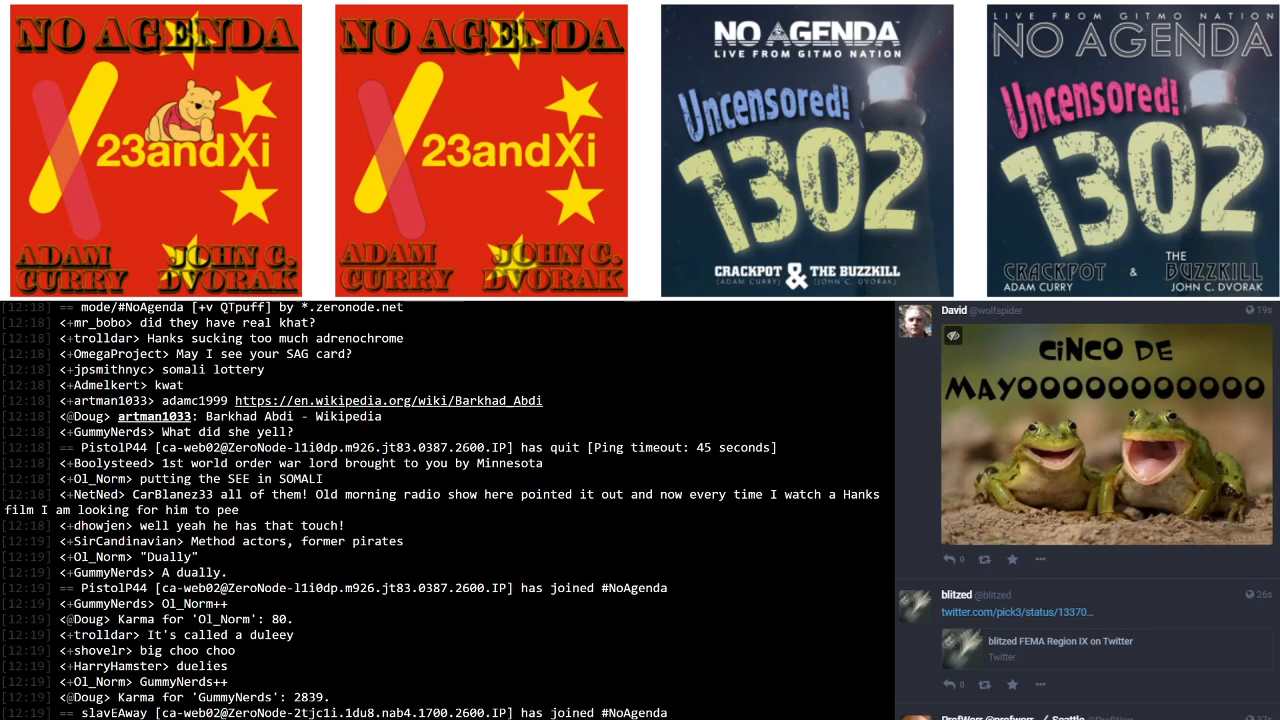 NO AGENDA
23andXi
ADAM CURRY
JOHN C. DVORAK
NO AGENDA
23andXi
ADAM CURRY
JOHN C. DVORAK
NO AGENDA™
LIVE FROM GITMO NATION
Uncensored!
1302
CRACKPOT & THE BUZZKILL
[ADAM CURRY] [JOHN C. DVORAK]
LIVE FROM GITMO NATION
NO AGENDA
Uncensored!
1302
CRACKPOT & THE BUZZKILL
ADAM CURRY JOHN C. DVORAK
[12:18] == mode/#NoAgenda [+v QTpuff] by *.zeronode.net
[12:18] <+mr_bobo> did they have real khat?
[12:18] <+trolldar> Hanks sucking too much adrenochrome
[12:18] <+OmegaProject> May I see your SAG card?
[12:18] <+jpsmithnyc> somali lottery
[12:18] <+Admelkert> kwat
[12:18] <+artman1033> adamc1999 https://en.wikipedia.org/wiki/Barkhad_Abdi
[12:18] <@Doug> artman1033: Barkhad Abdi - Wikipedia
[12:18] <+GummyNerds> What did she yell?
[12:18] == PistolP44 [ca-web02@ZeroNode-l1i0dp.m926.jt83.0387.2600.IP] has quit [Ping timeout: 45 seconds]
[12:18] <+Boolysteed> 1st world order war lord brought to you by Minnesota
[12:18] <+Ol_Norm> putting the SEE in SOMALI
[12:18] <+NetNed> CarBlanez33 all of them! Old morning radio show here pointed it out and now every time I watch a Hanks
film I am looking for him to pee
[12:18] <+dhowjen> well yeah he has that touch!
[12:19] <+SirCandinavian> Method actors, former pirates
[12:19] <+Ol_Norm> "Dually"
[12:19] <+GummyNerds> A dually.
[12:19] == PistolP44 [ca-web02@ZeroNode-l1i0dp.m926.jt83.0387.2600.IP] has joined #NoAgenda
[12:19] <+GummyNerds> Ol_Norm++
[12:19] <@Doug> Karma for 'Ol_Norm': 80.
[12:19] <+trolldar> It's called a duleey
[12:19] <+shovelr> big choo choo
[12:19] <+HarryHamster> duelies
[12:19] <+Ol_Norm> GummyNerds++
[12:19] <@Doug> Karma for 'GummyNerds': 2839.
[12:19] == slavEAway [ca-web02@ZeroNode-2tjc1i.1du8.nab4.1700.2600.IP] has joined #NoAgenda
David @wolfspider 19s
CiNCO DE
MAYOOOOOOOOOOO
0
blitzed @blitzed 26s
twitter.com/pick3/status/13370…
blitzed FEMA Region IX on Twitter
Twitter
0